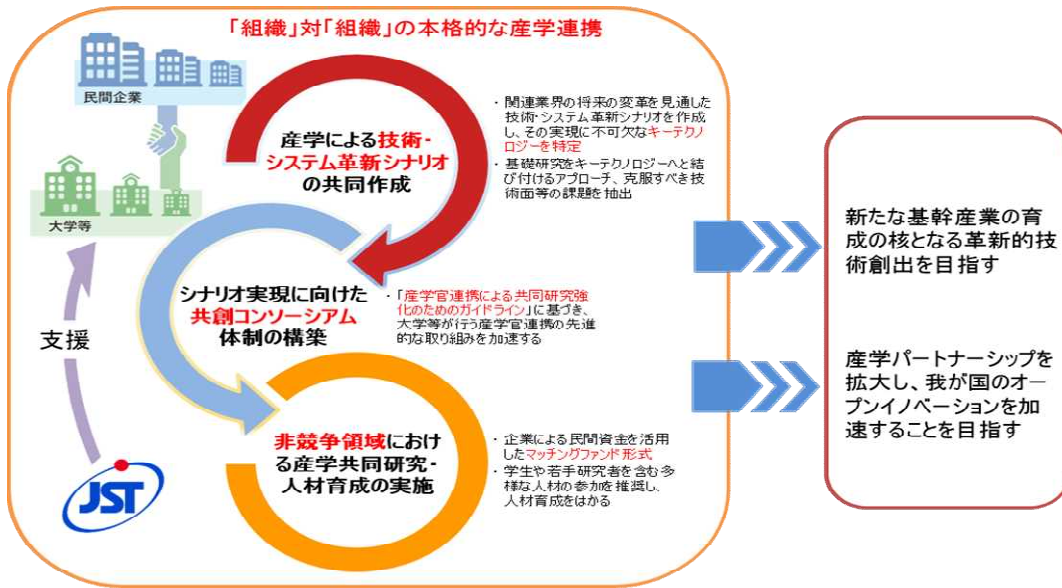 「組織」対「組織」の本格的な産学連携
民間企業
大学等
支援
JST
産学による技術・
システム革新シナリオ
の共同作成
・ 関連業界の将来の変革を見通した
技術・システム革新シナリオを作成
し、その実現に不可欠なキーテクノ
ロジーを特定
・ 基礎研究をキーテクノロジーへと結
び付けるアプローチ、克服すべき技
術面等の課題を抽出
シナリオ実現に向けた
共創コンソーシアム
体制の構築
・「産学官連携による共同研究強
化のためのガイドライン」に基づき、
大学等が行う産学官連携の先進
的な取り組みを加速する
非競争領域におけ
る産学共同研究・
人材育成の実施
・ 企業による民間資金を活用
したマッチングファンド形式
・ 学生や若手研究者を含む多
様な人材の参加を推奨し、
人材育成をはかる
新たな基幹産業の育
成の核となる革新的技
術創出を目指す
産学パートナーシップを
拡大し、我が国のオー
プンイノベーションを加
速することを目指す